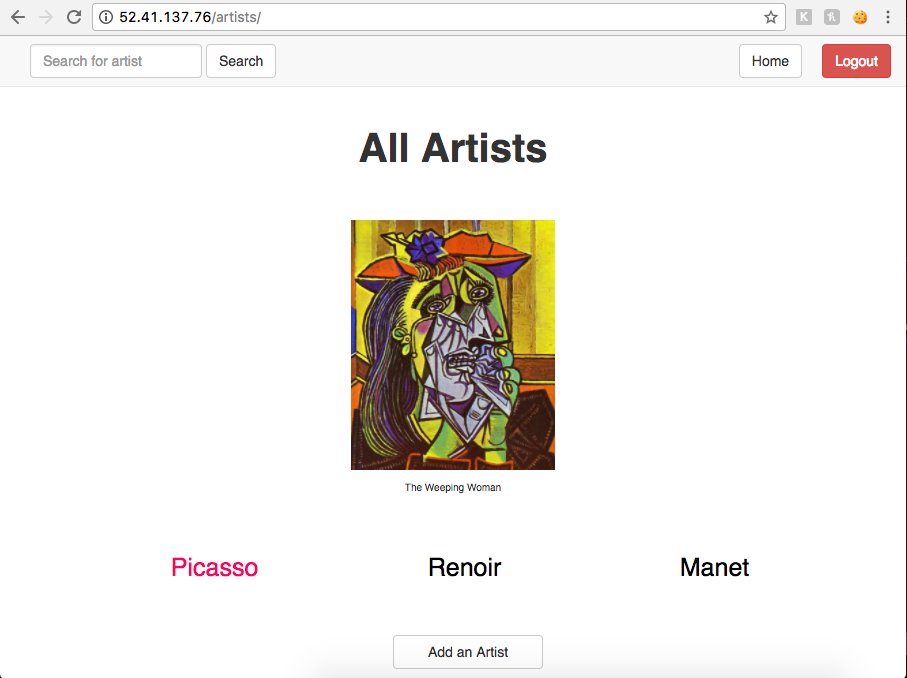 52.41.137.76/artists/
K
Search for artist
Search
Home
Logout
All Artists
The Weeping Woman
Picasso
Renoir
Manet
Add an Artist